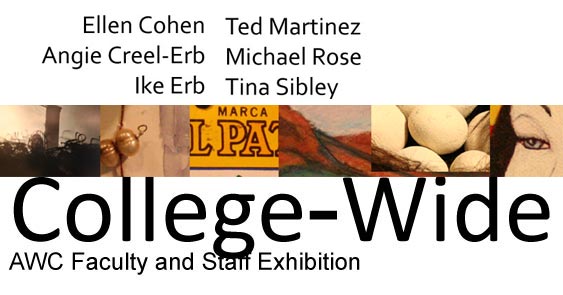 Ellen Cohen
Angie Creel-Erb
Ike Erb
Ted Martinez
Michael Rose
Tina Sibley
MARCA
L PAT
College-Wide
AWC Faculty and Staff Exhibition